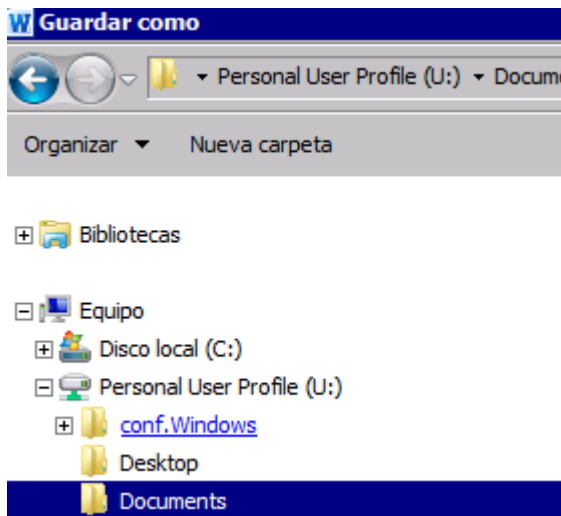 Guardar como
Personal User Profile (U:) Docum
Organizar Nueva carpeta
Bibliotecas
Equipo
Disco local (C:)
Personal User Profile (U:)
conf.Windows
Desktop
Documents